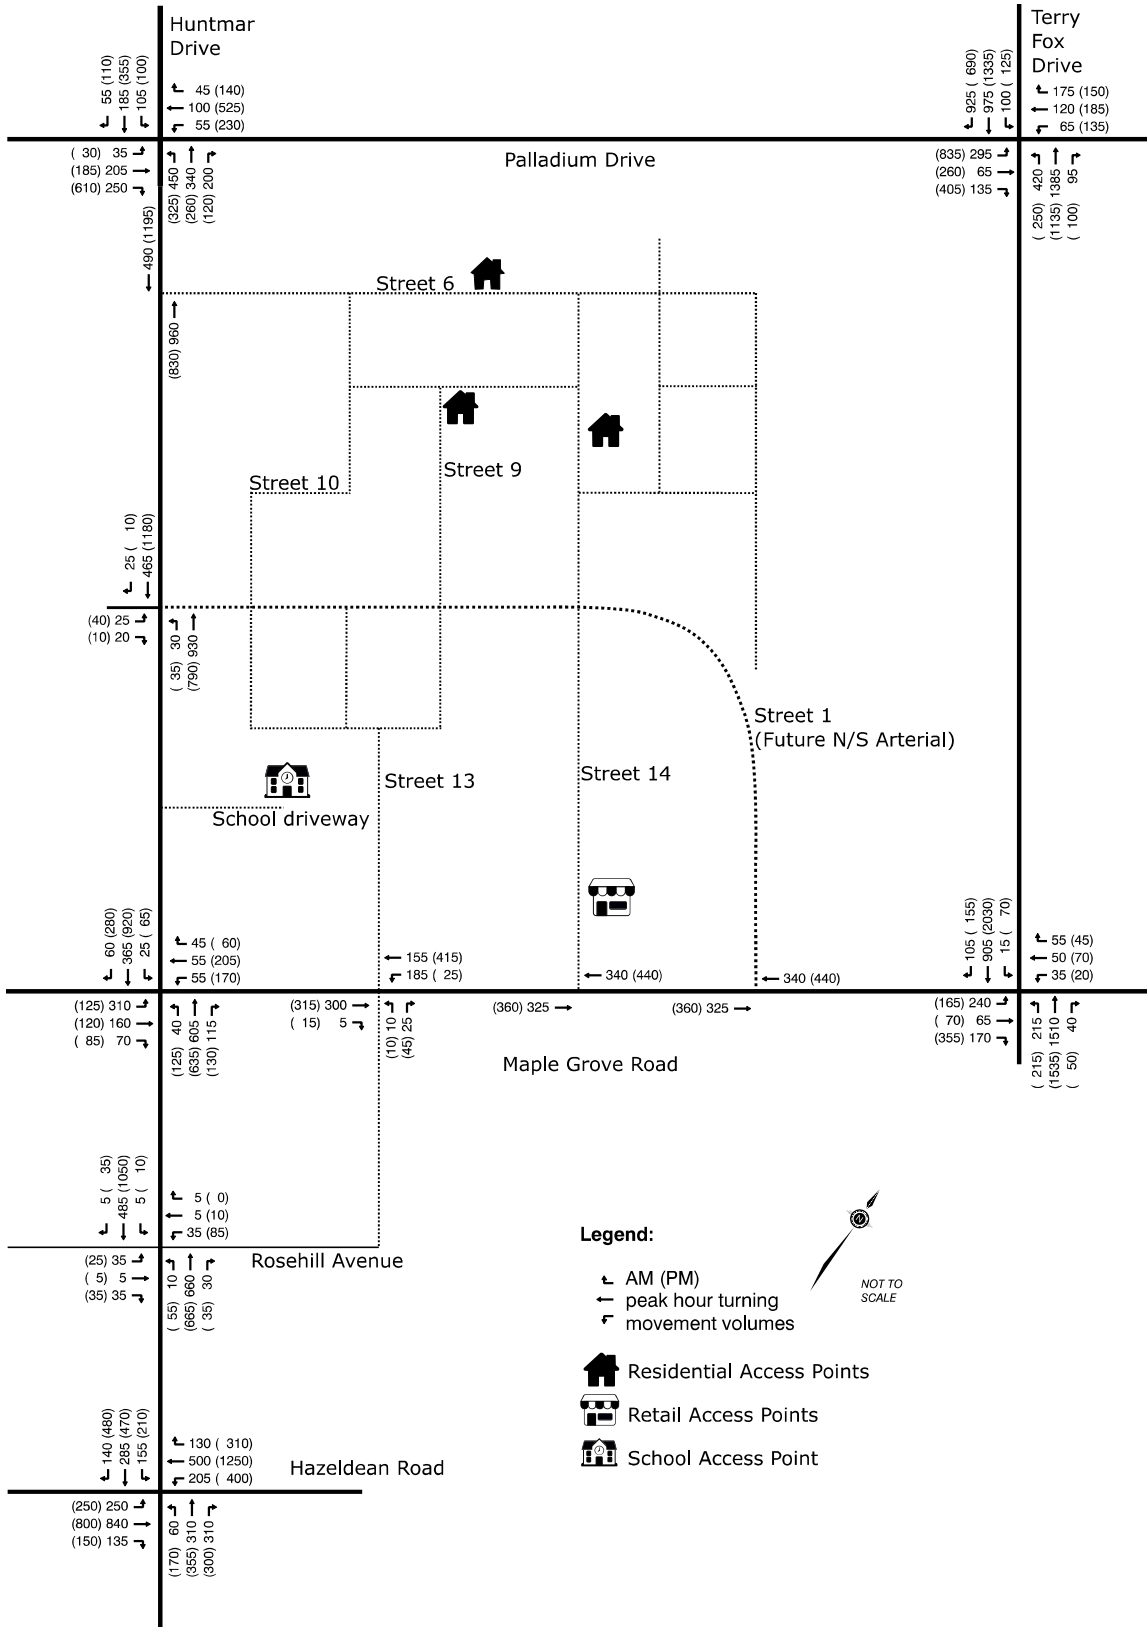 Huntmar
Drive
Terry
Fox
Drive
55 (110)
185 (355)
105 (100)
45 (140)
100 (525)
55 (230)
925 ( 690)
975 (1335)
100 ( 125)
175 (150)
120 (185)
65 (135)
( 30) 35
(185) 205
(610) 250
(325) 450
(260) 340
(120) 200
Palladium Drive
(835) 295
(260) 65
(405) 135
( 250) 420
(1135) 1385
( 100) 95
490 (1195)
Street 6
(830) 960
Street 9
Street 10
25 ( 10)
465 (1180)
(40) 25
(10) 20
( 35) 30
(790) 930
Street 1
(Future N/S Arterial)
Street 13
Street 14
School driveway
60 (280)
365 (920)
25 ( 65)
45 ( 60)
55 (205)
55 (170)
155 (415)
185 ( 25)
340 (440)
340 (440)
105 ( 155)
905 (2030)
15 ( 70)
55 (45)
50 (70)
35 (20)
(125) 310
(120) 160
( 85) 70
(125) 40
(635) 605
(130) 115
(315) 300
( 15) 5
(10) 10
(45) 25
(360) 325
(360) 325
(165) 240
( 70) 65
(355) 170
( 215) 215
(1535) 1510
( 50) 40
Maple Grove Road
5 ( 35)
485 (1050)
5 ( 10)
5 ( 0)
5 (10)
35 (85)
Rosehill Avenue
(25) 35
( 5) 5
(35) 35
( 55) 10
(665) 660
( 35) 30
Legend:
AM (PM)
peak hour turning
movement volumes
N
NOT TO
SCALE
Residential Access Points
Retail Access Points
School Access Point
140 (480)
285 (470)
155 (210)
130 ( 310)
500 (1250)
205 ( 400)
Hazeldean Road
(250) 250
(800) 840
(150) 135
(170) 60
(355) 310
(300) 310